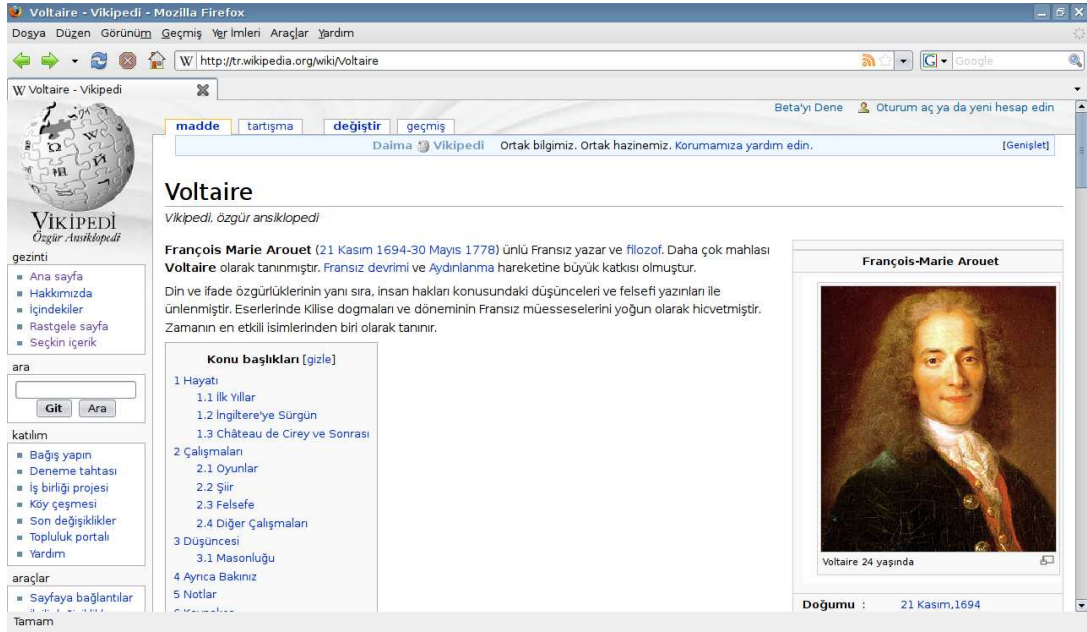 Voltaire - Vikipedi - Mozilla Firefox
Dosya Düzen Görünüm Geçmiş Yer İmleri Araçlar Yardım
W http://tr.wikipedia.org/wiki/Voltaire
G Google
W Voltaire - Vikipedi
Beta'yı Dene Oturum aç ya da yeni hesap edin
madde tartışma değiştir geçmiş
Daima Vikipedi Ortak bilgimiz. Ortak hazinemiz. Korumamıza yardım edin. [Genişlet]
VİKİPEDİ
Özgür Ansiklopedi
gezinti
Ana sayfa
Hakkımızda
İçindekiler
Rastgele sayfa
Seçkin içerik
ara
Git Ara
katılım
Bağış yapın
Deneme tahtası
İş birliği projesi
Köy çeşmesi
Son değişiklikler
Topluluk portalı
Yardım
araçlar
Sayfaya bağlantılar
Voltaire
Vikipedi, özgür ansiklopedi
François Marie Arouet (21 Kasım 1694-30 Mayıs 1778) ünlü Fransız yazar ve filozof. Daha çok mahlası
Voltaire olarak tanınmıştır. Fransız devrimi ve Aydınlanma hareketine büyük katkısı olmuştur.
Din ve ifade özgürlüklerinin yanı sıra, insan hakları konusundaki düşünceleri ve felsefi yazınları ile
ünlenmiştir. Eserlerinde Kilise dogmaları ve döneminin Fransız müesseselerini yoğun olarak hicvetmiştir.
Zamanın en etkili isimlerinden biri olarak tanınır.
Konu başlıkları [gizle]
1 Hayatı
1.1 İlk Yıllar
1.2 İngiltere'ye Sürgün
1.3 Château de Cirey ve Sonrası
2 Çalışmaları
2.1 Oyunlar
2.2 Şiir
2.3 Felsefe
2.4 Diğer Çalışmaları
3 Düşüncesi
3.1 Masonluğu
4 Ayrıca Bakınız
5 Notlar
François-Marie Arouet
Voltaire 24 yaşında
Doğumu : 21 Kasım,1694
Tamam